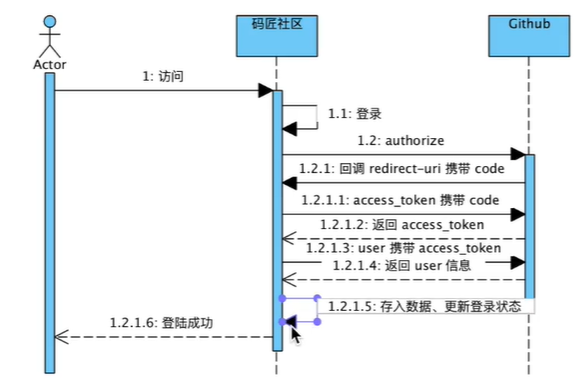 码匠社区
Github
Actor
1: 访问
1.1: 登录
1.2: authorize
1.2.1: 回调 redirect-uri 携带 code
1.2.1.1: access_token 携带 code
1.2.1.2: 返回 access_token
1.2.1.3: user 携带 access_token
1.2.1.4: 返回 user 信息
1.2.1.5: 存入数据、更新登录状态
1.2.1.6: 登陆成功